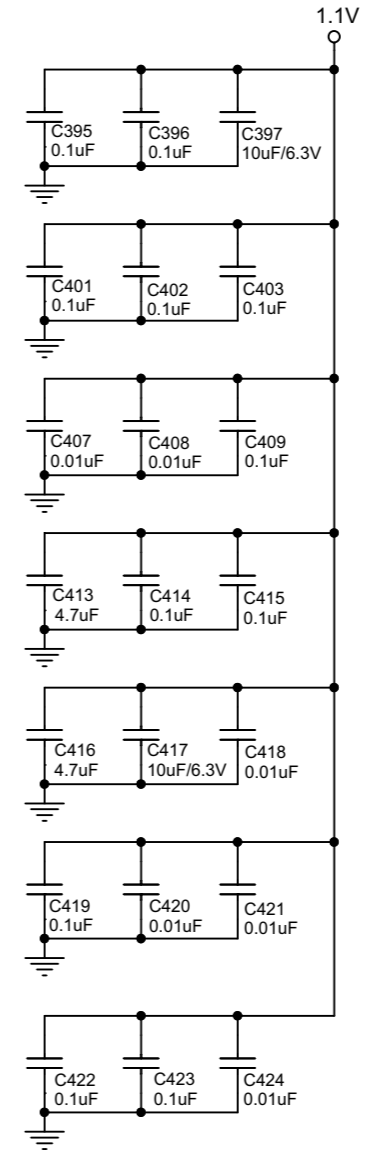 1.1V
C395
0.1uF
C396
0.1uF
C397
10uF/6.3V
C401
0.1uF
C402
0.1uF
C403
0.1uF
C407
0.01uF
C408
0.01uF
C409
0.1uF
C413
4.7uF
C414
0.1uF
C415
0.1uF
C416
4.7uF
C417
10uF/6.3V
C418
0.01uF
C419
0.1uF
C420
0.01uF
C421
0.01uF
C422
0.1uF
C423
0.1uF
C424
0.01uF